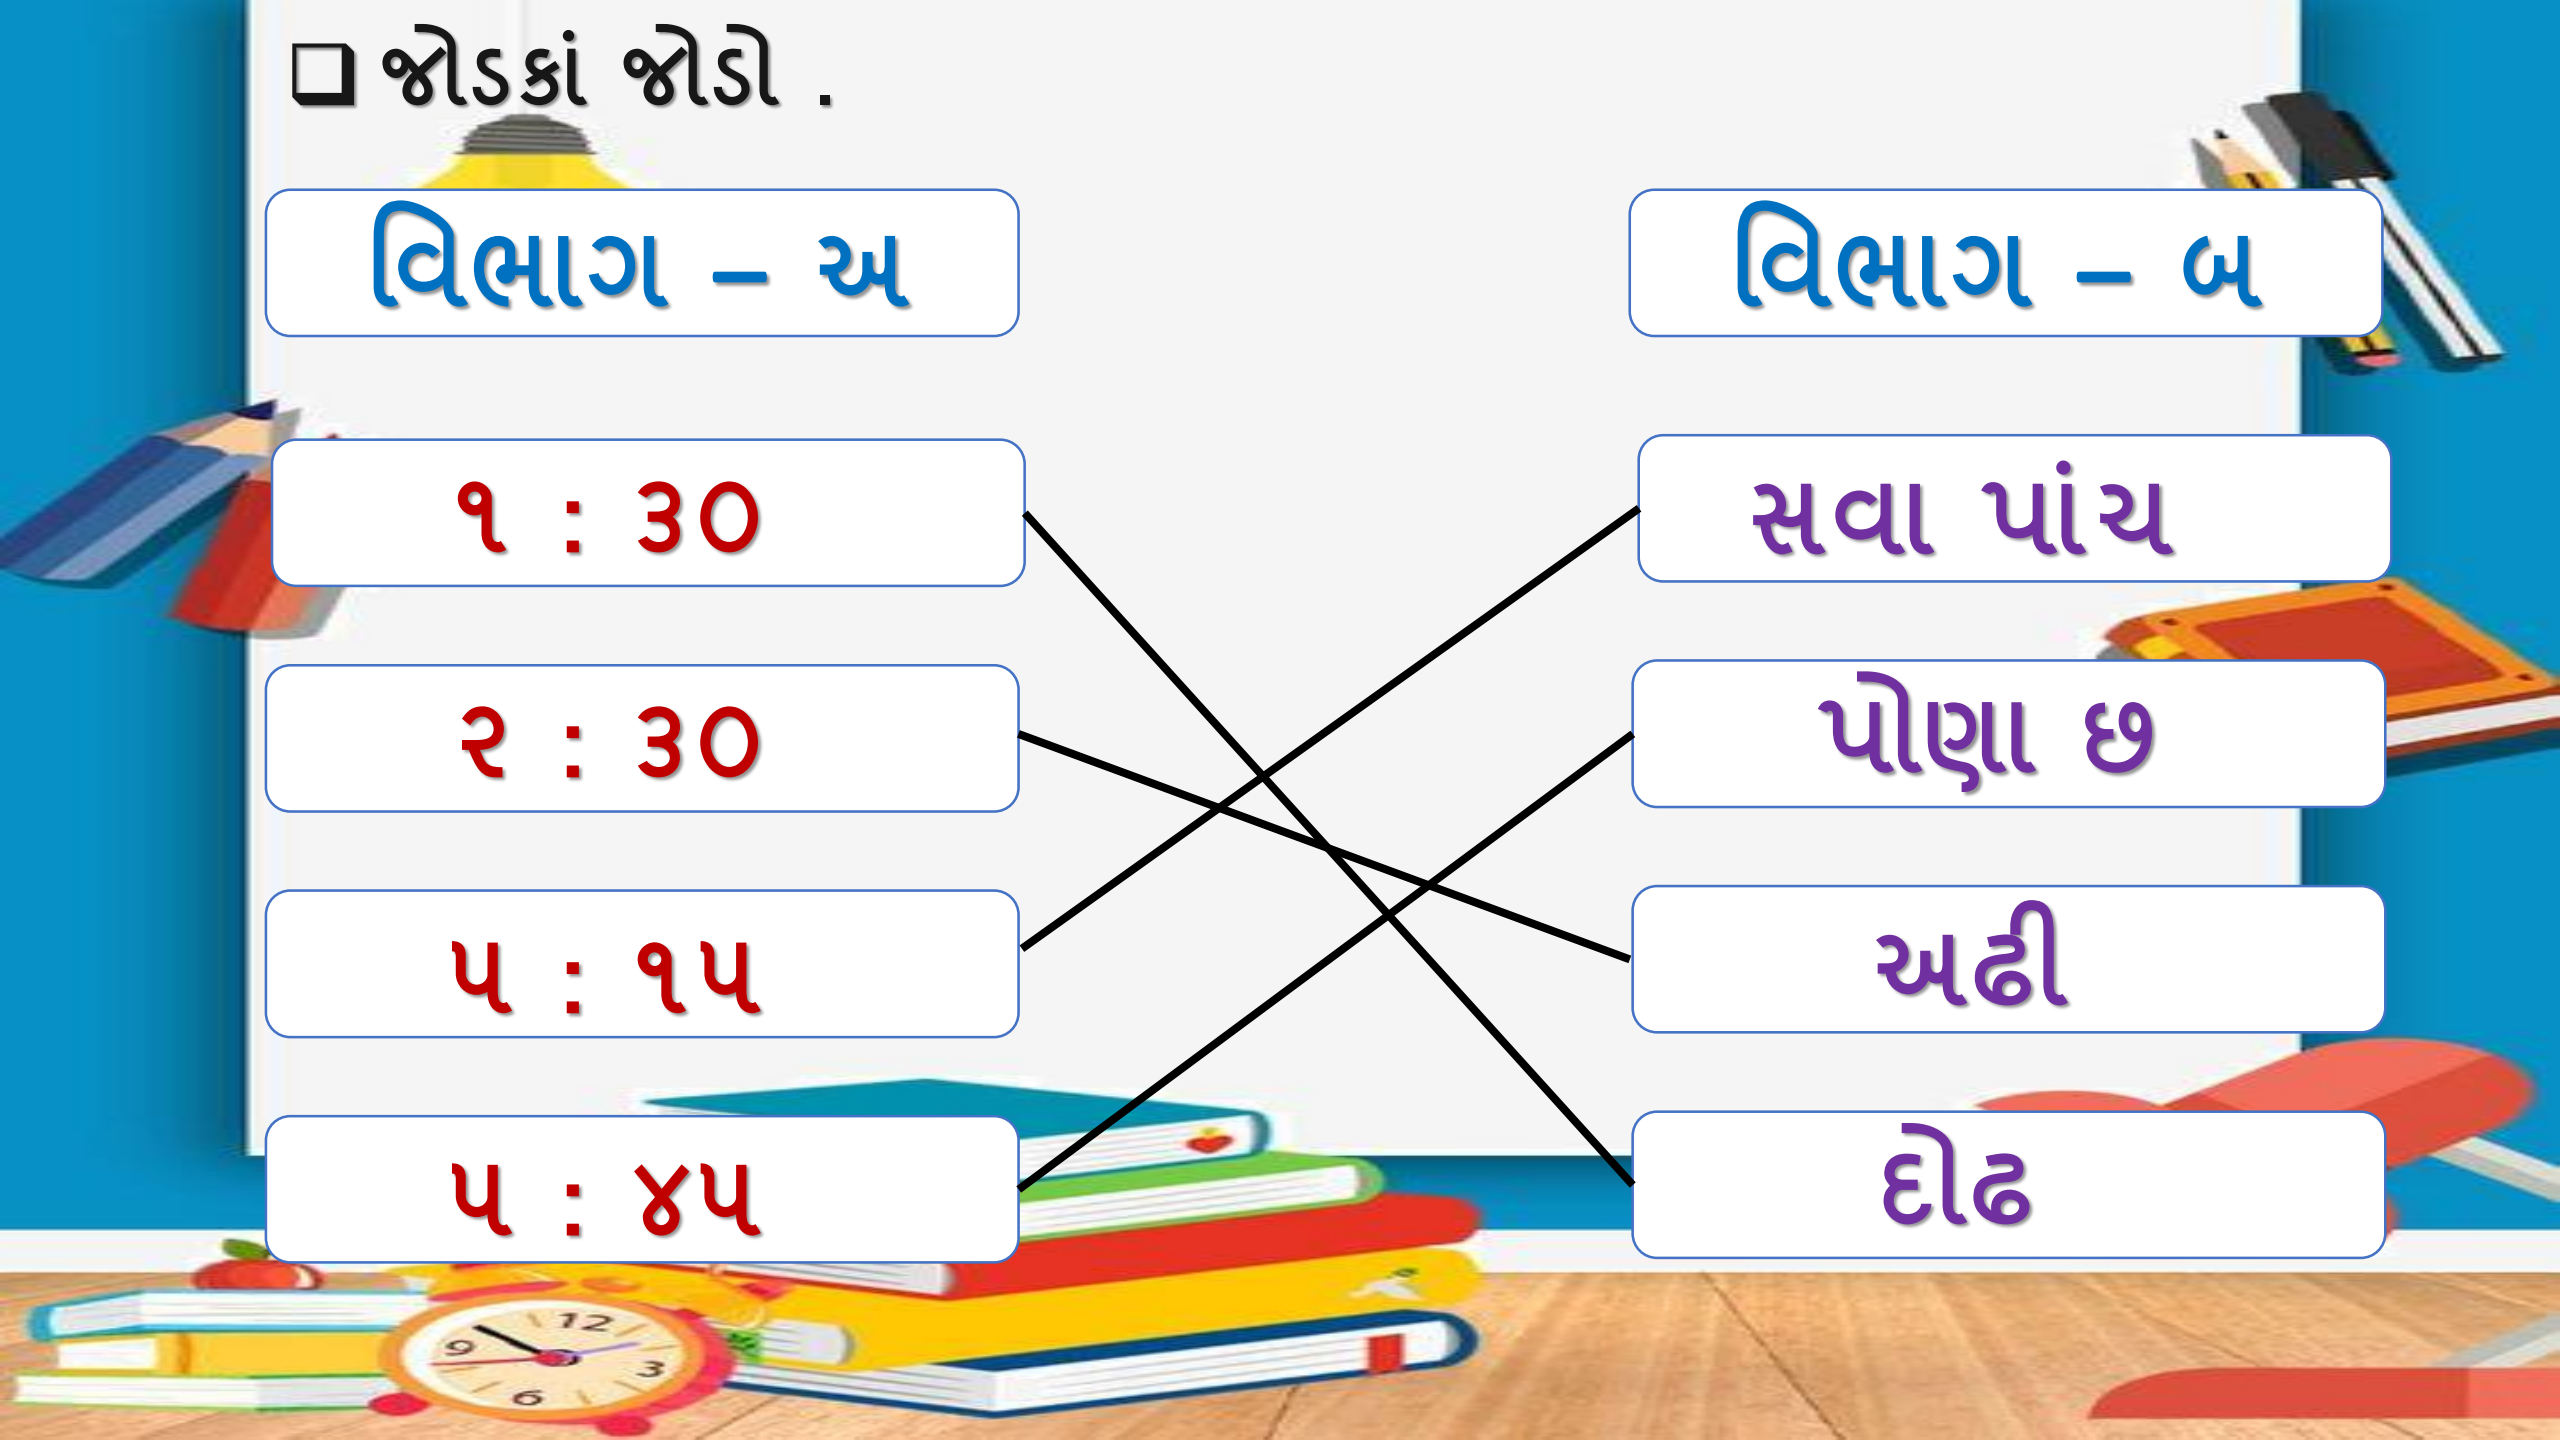 ❑ જોડકાં જોડો .
વિભાગ – અ
વિભાગ – બ
૧ : ૩૦
સવા પાંચ
૨ : ૩૦
પોણા છ
૫ : ૧૫
અઢી
૫ : ૪૫
દોઢ
12
9
3
6